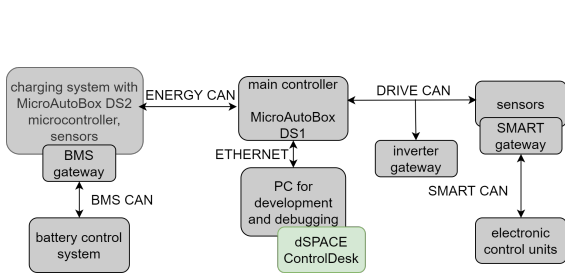 charging system with
MicroAutoBox DS2
microcontroller,
sensors
BMS
gateway
ENERGY CAN
main controller
MicroAutoBox
DS1
DRIVE CAN
sensors
SMART
gateway
inverter
gateway
ETHERNET
BMS CAN
SMART CAN
battery control
system
PC for
development
and debugging
dSPACE
ControlDesk
electronic
control units